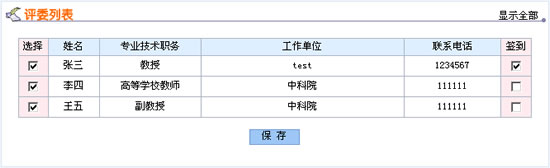 评委列表 显示全部
选择 姓名 专业技术职务 工作单位 联系电话 签到
张三 教授 test 1234567
李四 高等学校教师 中科院 111111
王五 副教授 中科院 111111
保 存